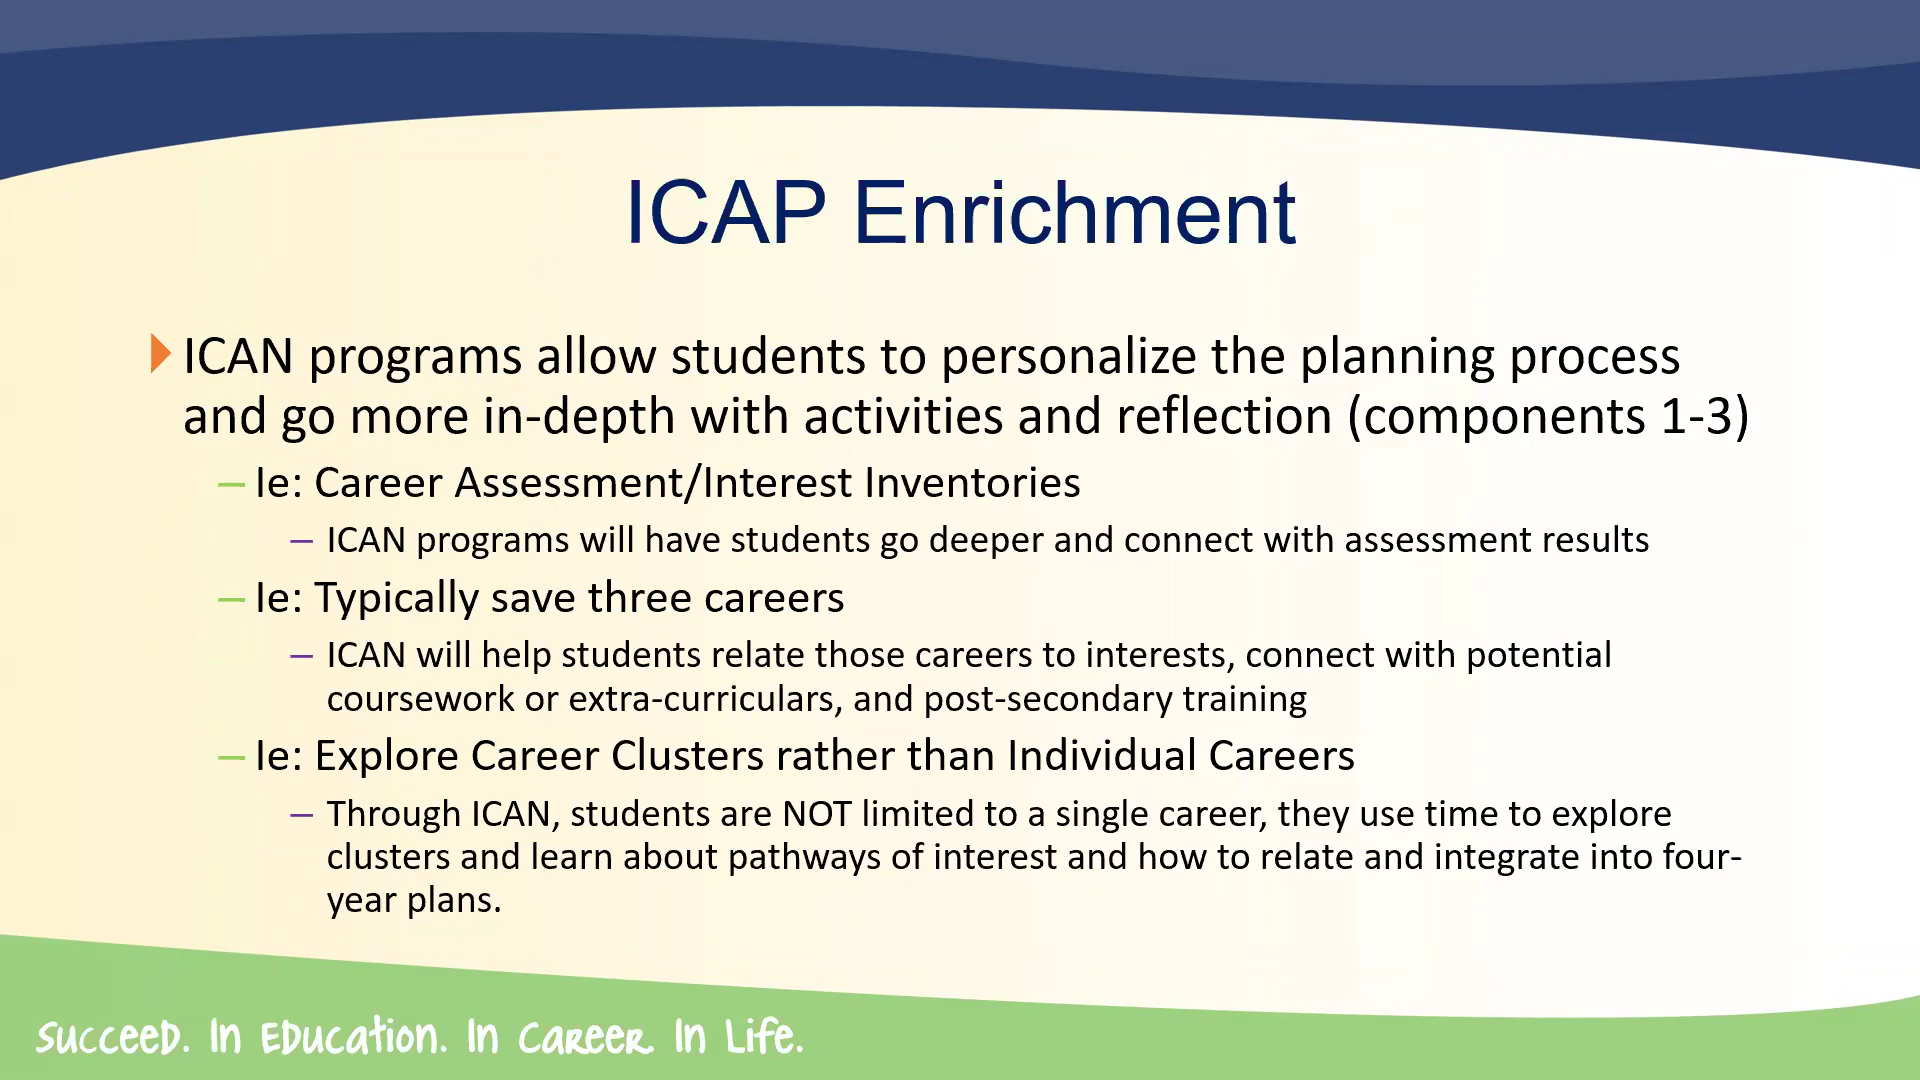 ICAP Enrichment
ICAN programs allow students to personalize the planning process
and go more in-depth with activities and reflection (components 1-3)
– Ie: Career Assessment/Interest Inventories
– ICAN programs will have students go deeper and connect with assessment results
– Ie: Typically save three careers
– ICAN will help students relate those careers to interests, connect with potential
coursework or extra-curriculars, and post-secondary training
– Ie: Explore Career Clusters rather than Individual Careers
– Through ICAN, students are NOT limited to a single career, they use time to explore
clusters and learn about pathways of interest and how to relate and integrate into four-
year plans.
Succeed. In Education. In Career. In Life.